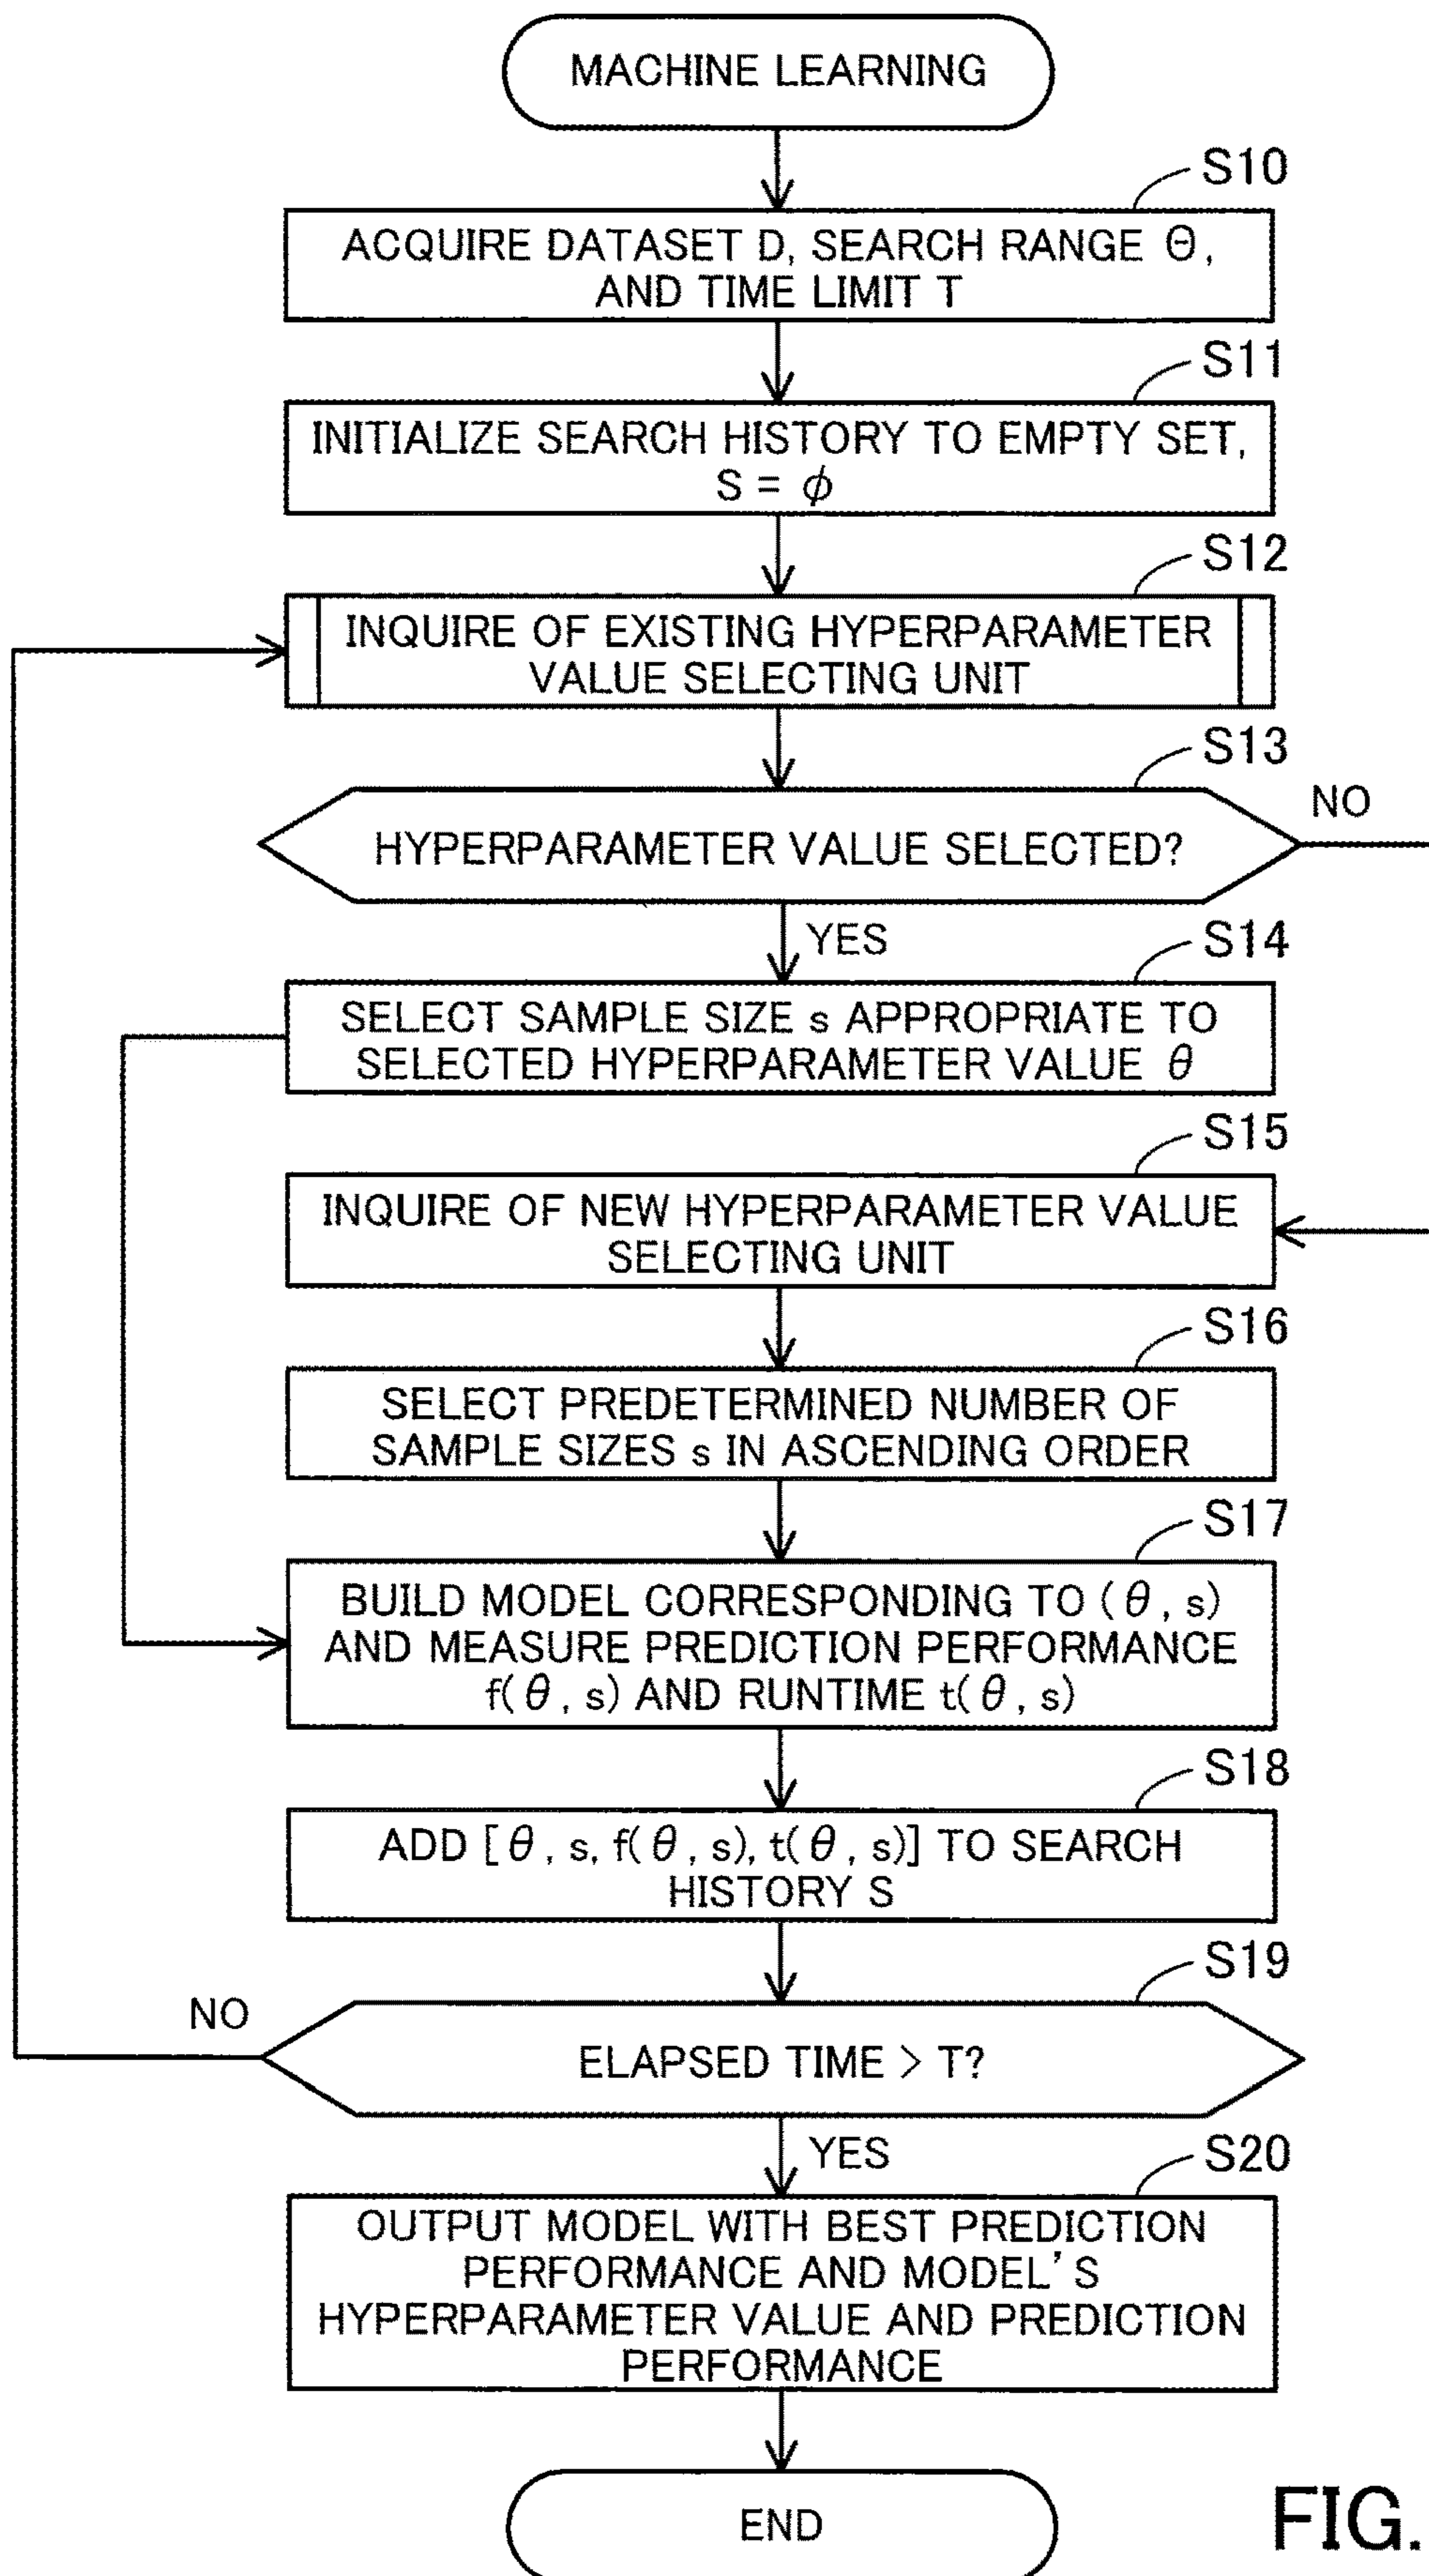 MACHINE LEARNING
S10
ACQUIRE DATASET D, SEARCH RANGE Θ,
AND TIME LIMIT T
S11
INITIALIZE SEARCH HISTORY TO EMPTY SET,
S = φ
S12
INQUIRE OF EXISTING HYPERPARAMETER
VALUE SELECTING UNIT
S13
NO
HYPERPARAMETER VALUE SELECTED?
YES
S14
SELECT SAMPLE SIZE s APPROPRIATE TO
SELECTED HYPERPARAMETER VALUE θ
S15
INQUIRE OF NEW HYPERPARAMETER VALUE
SELECTING UNIT
S16
SELECT PREDETERMINED NUMBER OF
SAMPLE SIZES s IN ASCENDING ORDER
S17
BUILD MODEL CORRESPONDING TO (θ, s)
AND MEASURE PREDICTION PERFORMANCE
f(θ, s) AND RUNTIME t(θ, s)
S18
ADD [θ, s, f(θ, s), t(θ, s)] TO SEARCH
HISTORY S
S19
NO
ELAPSED TIME > T?
YES
S20
OUTPUT MODEL WITH BEST PREDICTION
PERFORMANCE AND MODEL'S
HYPERPARAMETER VALUE AND PREDICTION
PERFORMANCE
END
FIG.